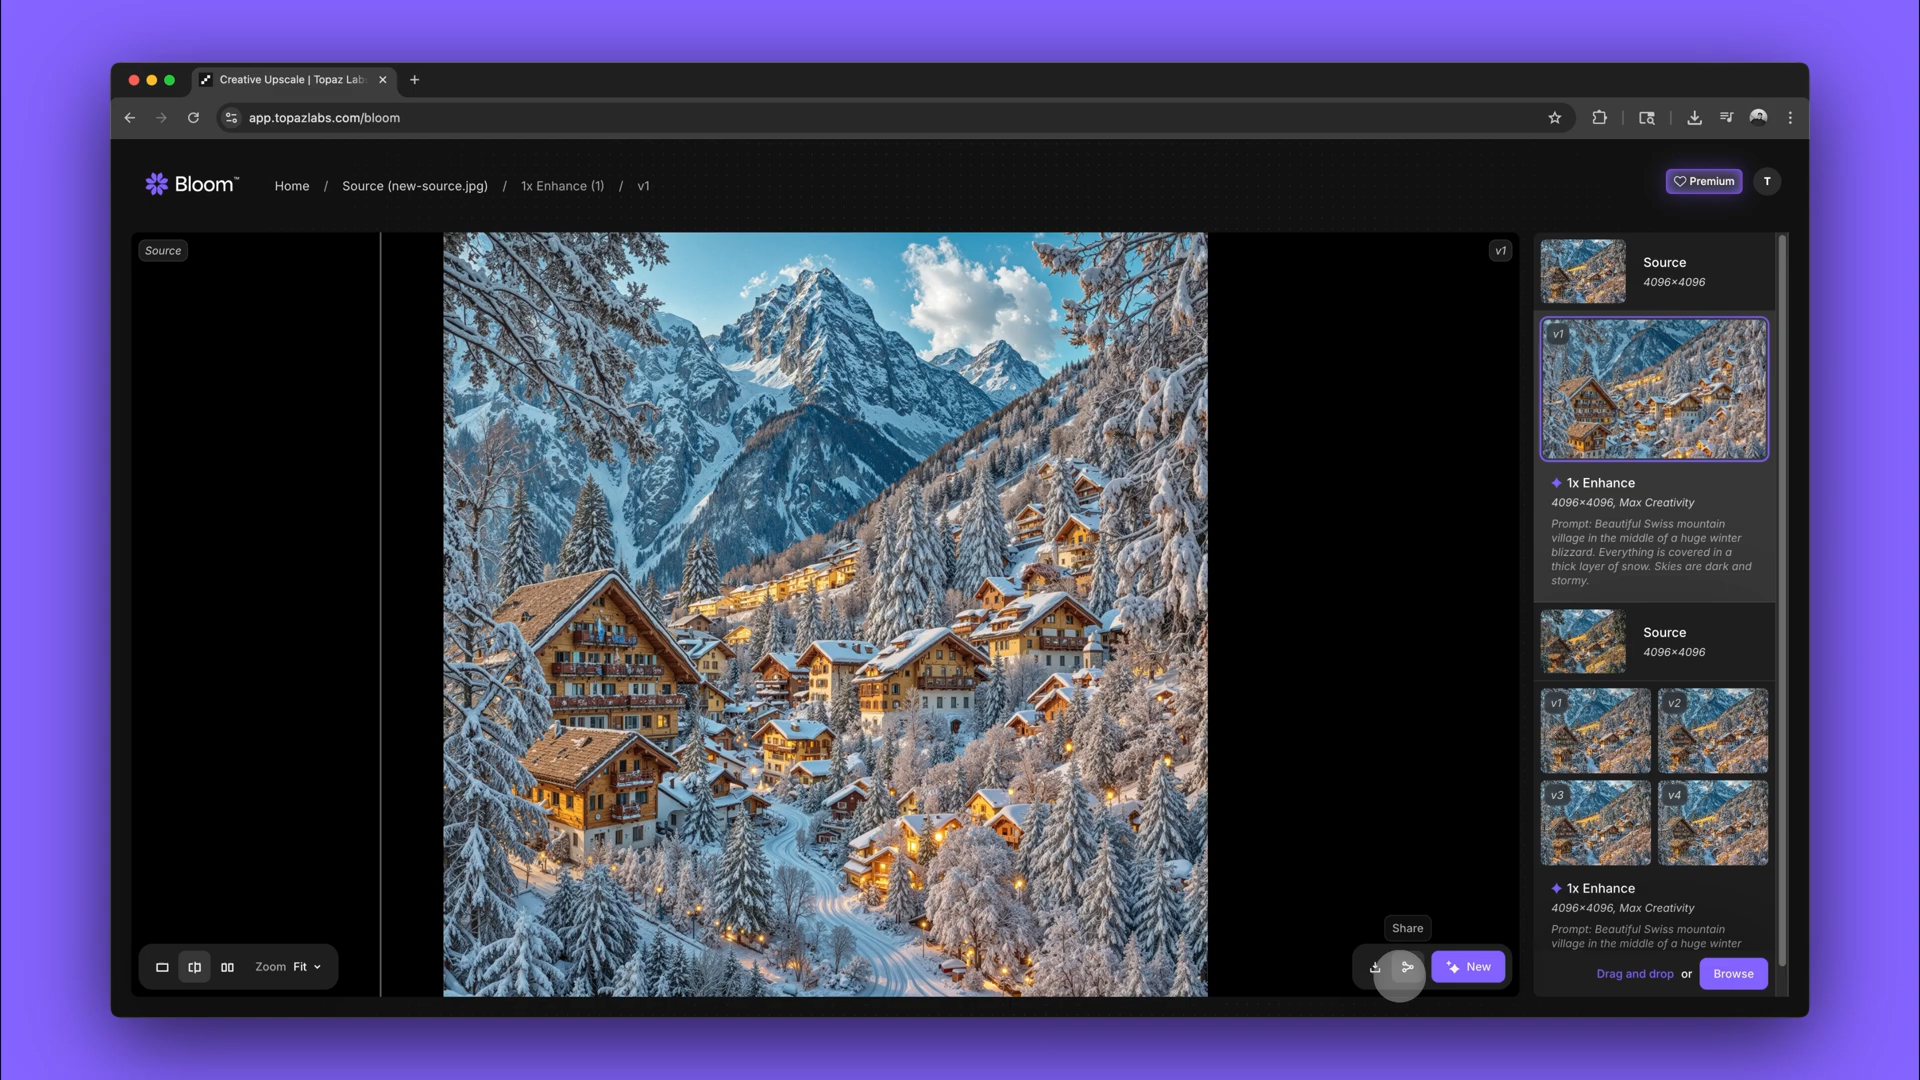 Creative Upscale | Topaz Lab
app.topazlabs.com/bloom
Bloom™
Home / Source (new-source.jpg) / 1x Enhance (1) / v1
Premium
T
Source
v1
Source
4096×4096
v1
1x Enhance
4096×4096, Max Creativity
Prompt: Beautiful Swiss mountain
village in the middle of a huge winter
blizzard. Everything is covered in a
thick layer of snow. Skies are dark and
stormy.
Source
4096×4096
v1
v2
v3
v4
1x Enhance
4096×4096, Max Creativity
Prompt: Beautiful Swiss mountain
village in the middle of a huge winter
Drag and drop or Browse
Share
New
Zoom Fit